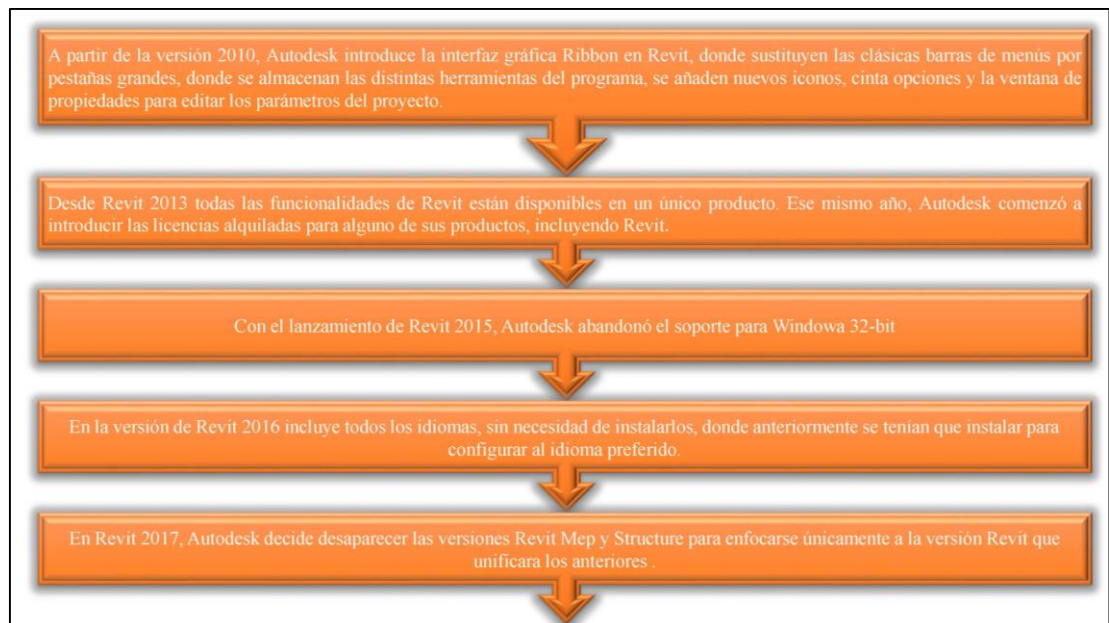 A partir de la versión 2010, Autodesk introduce la interfaz gráfica Ribbon en Revit, donde sustituyen las clásicas barras de menús por
pestañas grandes, donde se almacenan las distintas herramientas del programa, se añaden nuevos iconos, cinta opciones y la ventana de
propiedades para editar los parámetros del proyecto.
Desde Revit 2013 todas las funcionalidades de Revit están disponibles en un único producto. Ese mismo año, Autodesk comenzó a
introducir las licencias alquiladas para alguno de sus productos, incluyendo Revit.
Con el lanzamiento de Revit 2015, Autodesk abandonó el soporte para Windowa 32-bit
En la versión de Revit 2016 incluye todos los idiomas, sin necesidad de instalarlos, donde anteriormente se tenían que instalar para
configurar al idioma preferido.
En Revit 2017, Autodesk decide desaparecer las versiones Revit Mep y Structure para enfocarse únicamente a la versión Revit que
unificara los anteriores .